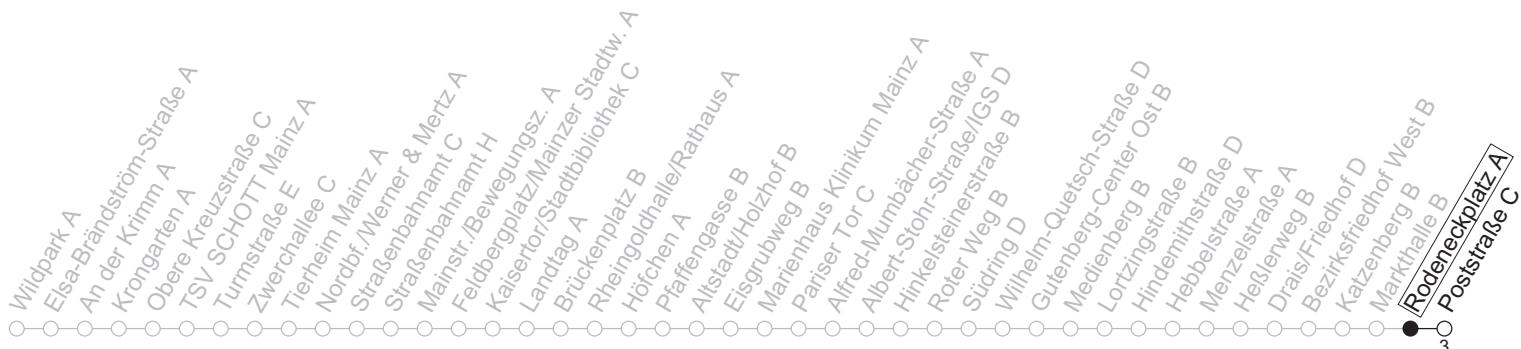 Wildpark A
Elsa-Brändström-Straße A
An der Krimm A
Krongarten A
Obere Kreuzstraße C
TSV SCHOTT Mainz A
Turmstraße E
Zwerchallee C
Tierheim Mainz A
Nordbf./Werner & Mertz A
Straßenbahnamt C
Straßenbahnamt H
Mainstr./Bewegungsz. A
Feldbergplatz/Mainzer Stadtw. A
Kaisertor/Stadtbibliothek C
Landtag A
Brückenplatz B
Rheingoldhalle/Rathaus A
Höfchen A
Pfaffengasse B
Altstadt/Holzhof B
Eisgrubweg B
Marienhaus Klinikum Mainz A
Pariser Tor C
Alfred-Mumbächer-Straße A
Albert-Stohr-Straße/IGS D
Hinkelsteinerstraße B
Roter Weg B
Südring D
Wilhelm-Quetsch-Straße D
Gutenberg-Center Ost B
Medienberg B
Lortzingstraße B
Hindemithstraße D
Hebbelstraße A
Menzelstraße A
Heßlerweg B
Drais/Friedhof D
Bezirksfriedhof West B
Katzenberg B
Markthalle B
Rodeneckplatz A
Poststraße C
3